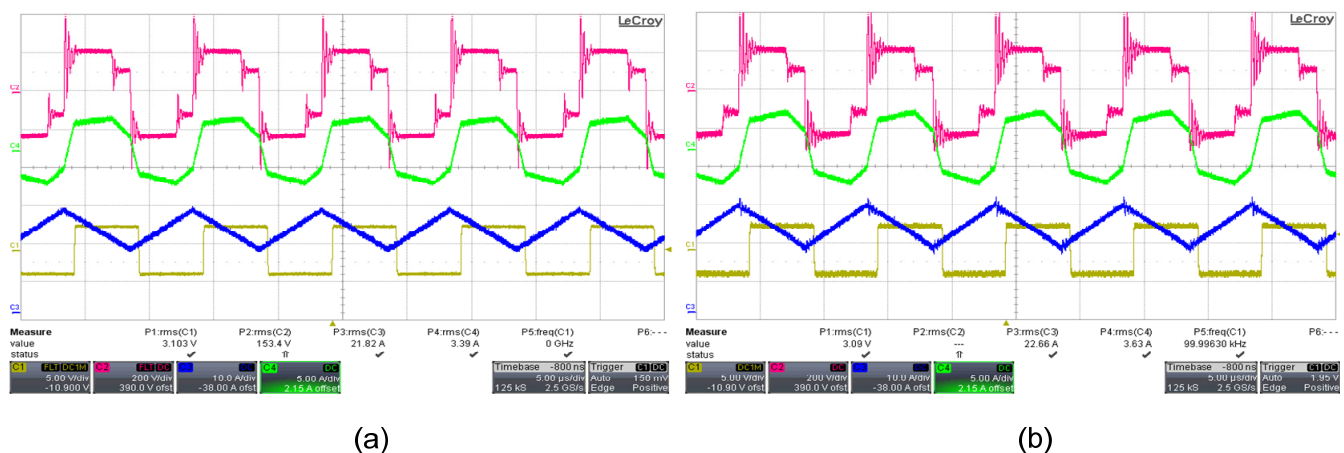 LeCroy
C2
C4
C1
C3
Measure P1:rms(C1) P2:rms(C2) P3:rms(C3) P4:rms(C4) P5:freq(C1) P6:- - -
value 3.103 V 153.4 V 21.82 A 3.39 A 0 GHz
status
C1 FLT DC1M
5.00 V/div
-10.900 V
C2 FLT DC
200 V/div
390.0 V ofst
10.0 A/div
-38.00 A ofst
C4 DC
5.00 A/div
2.15 A offset
Timebase -800 ns
5.00 µs/div
125 kS 2.5 GS/s
Trigger C1 DC
Auto 150 mV
Edge Positive
(a)
LeCroy
C2
C4
C1
C3
Measure P1:rms(C1) P2:rms(C2) P3:rms(C3) P4:rms(C4) P5:freq(C1) P6:- - -
value 3.09 V --- 22.66 A 3.63 A 99.99630 kHz
status
C1 DC1M
5.00 V/div
-10.90 V ofst
C2 DC
200 V/div
390.0 V ofst
10.0 A/div
-38.00 A ofst
C4 DC
5.00 A/div
2.15 A offset
Timebase -800 ns
5.00 µs/div
125 kS 2.5 GS/s
Trigger C1 DC
Auto 1.95 V
Edge Positive
(b)